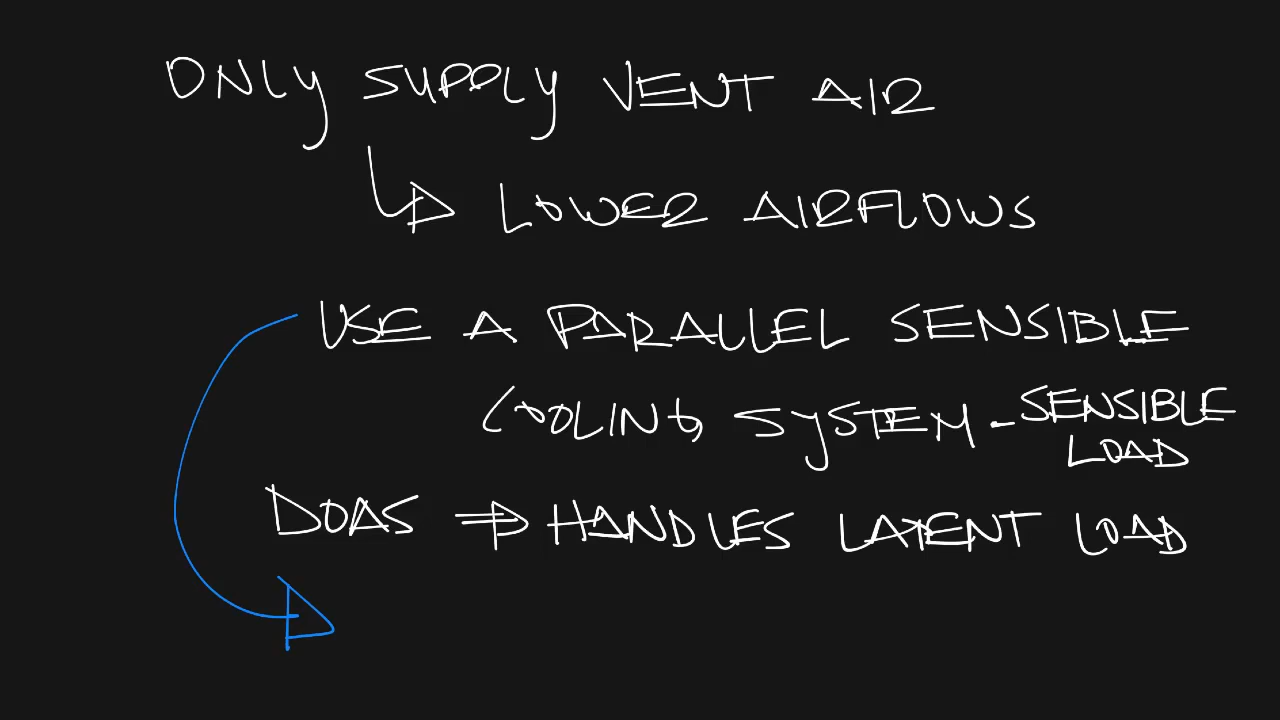 ONLY SUPPLY VENT AIR
LOWER AIRFLOWS
USE A PARALLEL SENSIBLE
COOLING SYSTEM - SENSIBLE
LOAD
DOAS ⇒ HANDLES LATENT LOAD